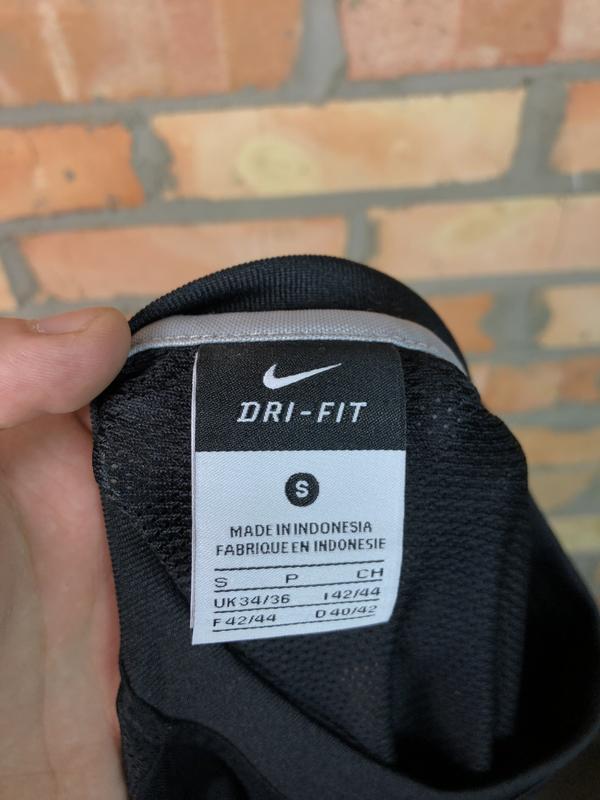 DRI-FIT
S
MADE IN INDONESIA
FABRIQUE EN INDONESIE
S P CH
UK 34/36 I 42/44
F 42/44 D 40/42